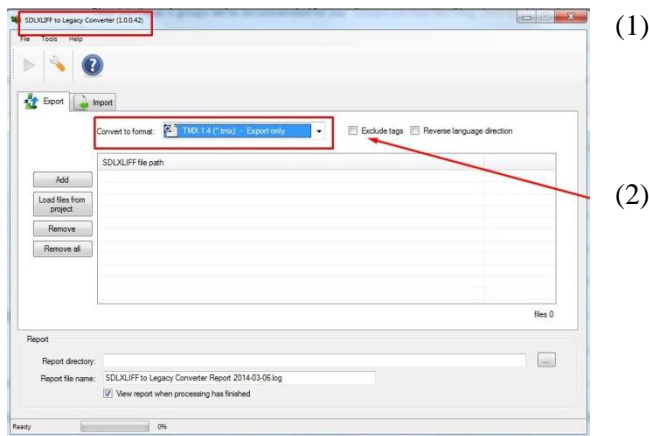 SDLXLIFF to Legacy Converter (1.0.0.42)
(1)
File Tools Help
Export Import
Convert to format: TMX 1.4 (*.tmx) - Export only Exclude tags Reverse language direction
SDLXLIFF file path
Add
(2)
Load files from
project
Remove
Remove all
files 0
Report
Report directory: ...
Report file name: SDLXLIFF to Legacy Converter Report 2014-03-06.log
View report when processing has finished
Ready 0%